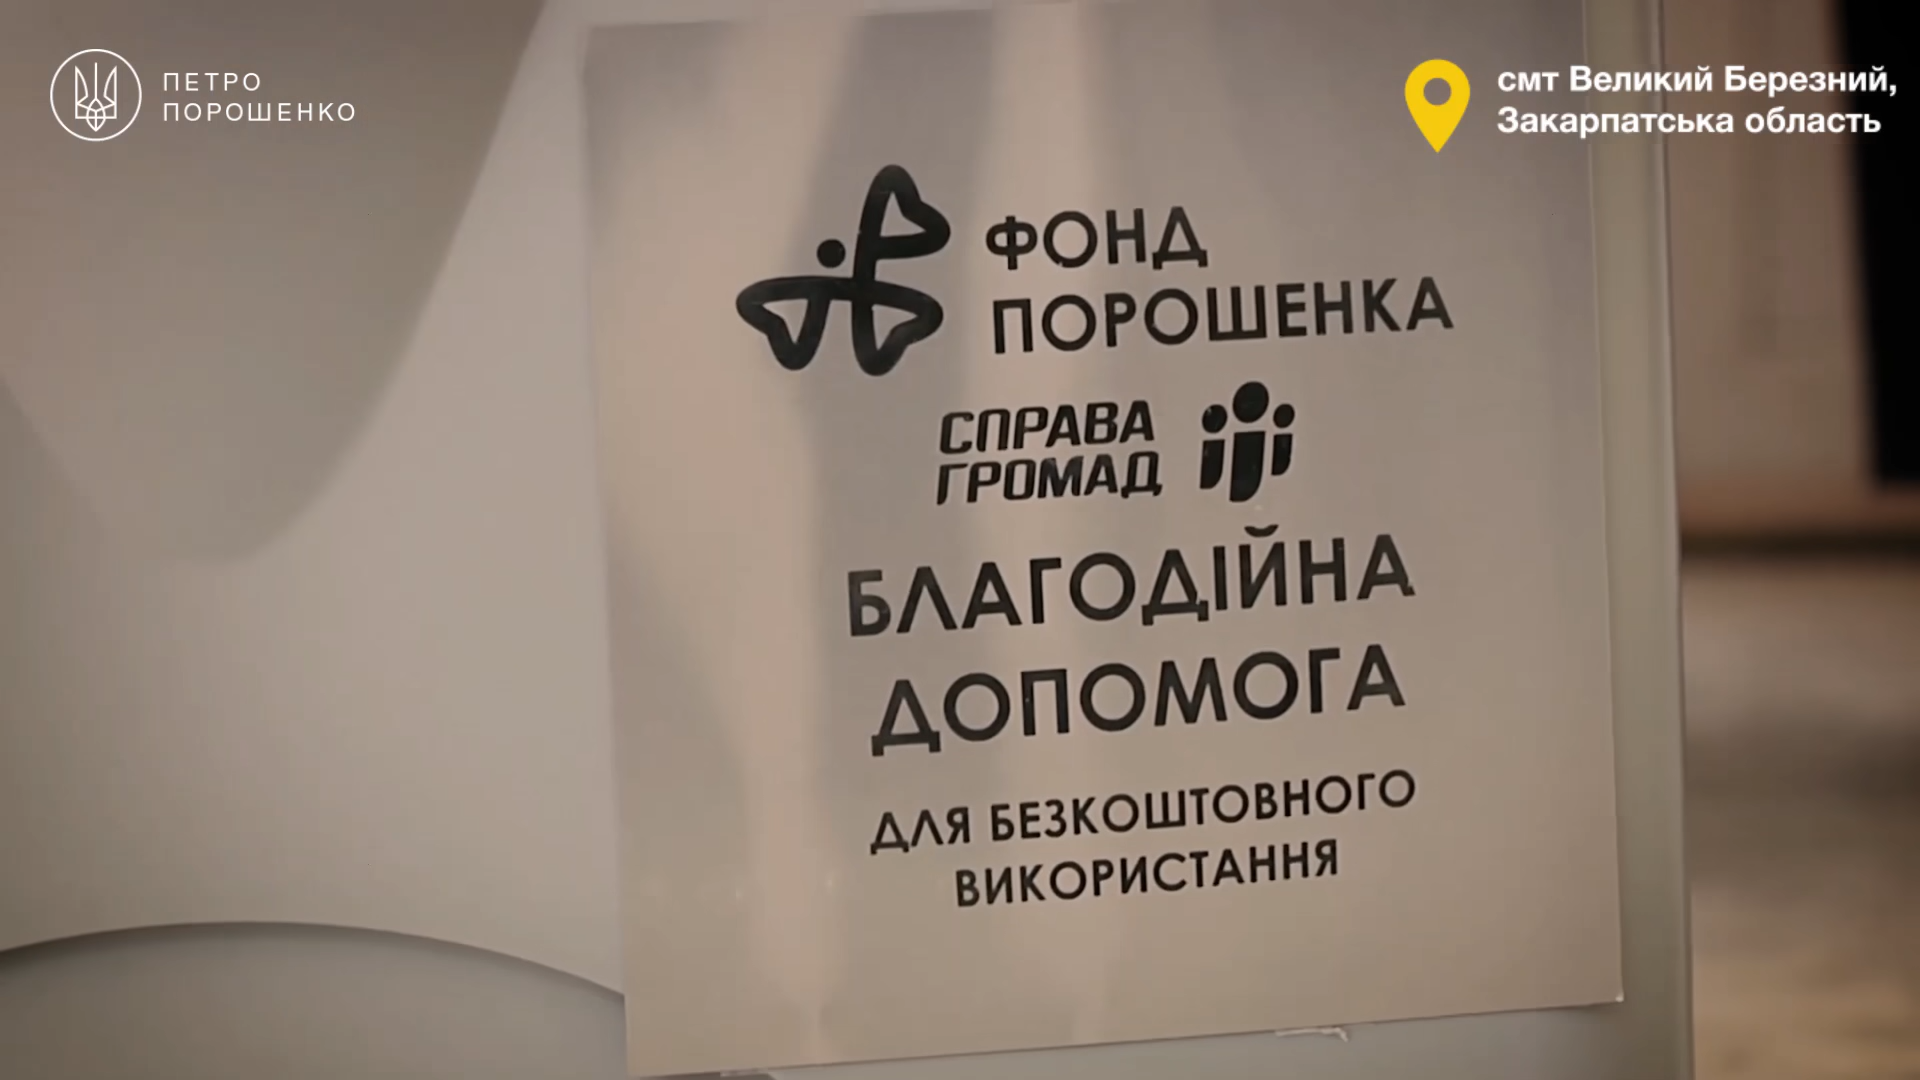 ПЕТРО
ПОРОШЕНКО
смт Великий Березний,
Закарпатська область
ФОНД
ПОРОШЕНКА
СПРАВА
ГРОМАД
БЛАГОДІЙНА
ДОПОМОГА
ДЛЯ БЕЗКОШТОВНОГО
ВИКОРИСТАННЯ